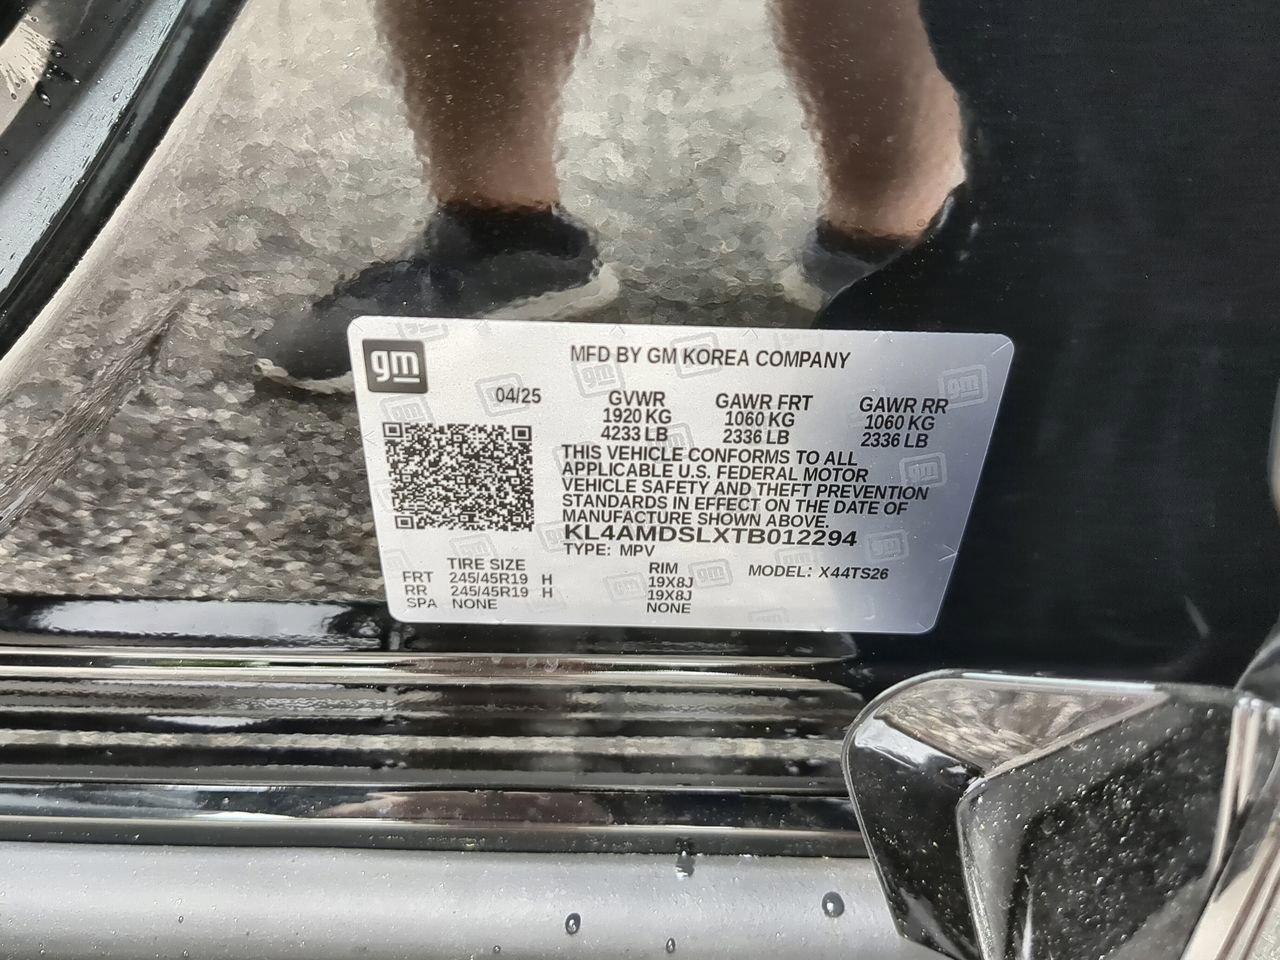 gm
MFD BY GM KOREA COMPANY
04/25
GVWR GAWR FRT GAWR RR
1920 KG 1060 KG 1060 KG
4233 LB 2336 LB 2336 LB
THIS VEHICLE CONFORMS TO ALL
APPLICABLE U.S. FEDERAL MOTOR
VEHICLE SAFETY AND THEFT PREVENTION
STANDARDS IN EFFECT ON THE DATE OF
MANUFACTURE SHOWN ABOVE.
KL4AMDSLXTB012294
TYPE: MPV
TIRE SIZE RIM MODEL: X44TS26
FRT 245/45R19 H 19X8J
RR 245/45R19 H 19X8J
SPA NONE NONE